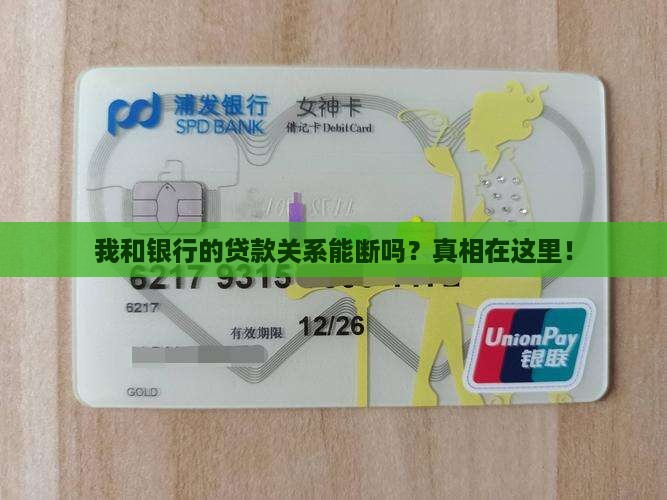 浦发银行
SPD BANK
女神卡
借记卡 Debit Card
我和银行的贷款关系能断吗？真相在这里！
6217 9315
6217
有效期限 12/26
GOLD
UnionPay
银联